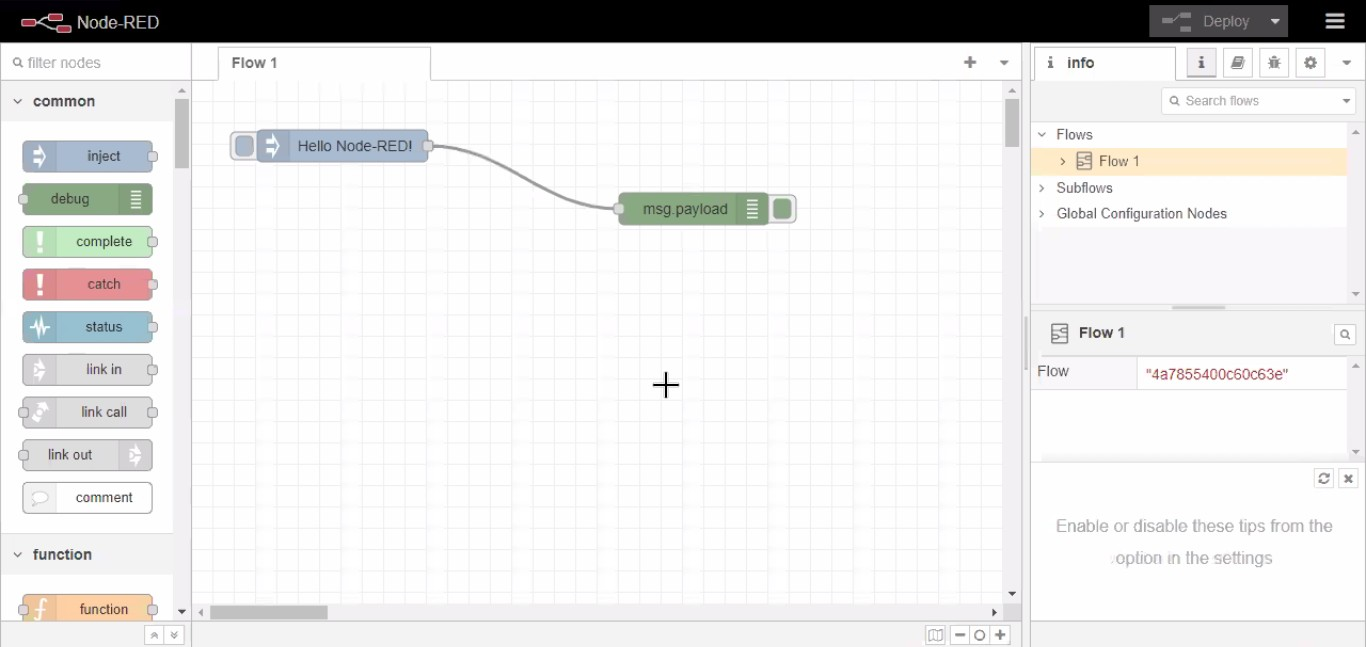 Node-RED
Deploy
filter nodes
Flow 1
info
i
common
Search flows
Flows
Flow 1
Subflows
Global Configuration Nodes
inject
debug
complete
catch
status
link in
link call
link out
comment
function
function
Hello Node-RED!
msg.payload
Flow 1
Flow "4a7855400c60c63e"
Enable or disable these tips from the
option in the settings